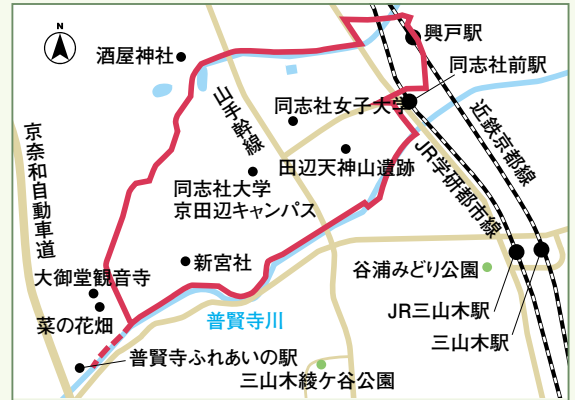 N
酒屋神社
興戸駅
同志社前駅
山手幹線
同志社女子大学
近鉄京都線
京奈和自動車道
田辺天神山遺跡
JR学研都市線
同志社大学
京田辺キャンパス
新宮社
谷浦みどり公園
大御堂観音寺
菜の花畑
普賢寺川
JR三山木駅
三山木駅
普賢寺ふれあいの駅
三山木綾ケ谷公園